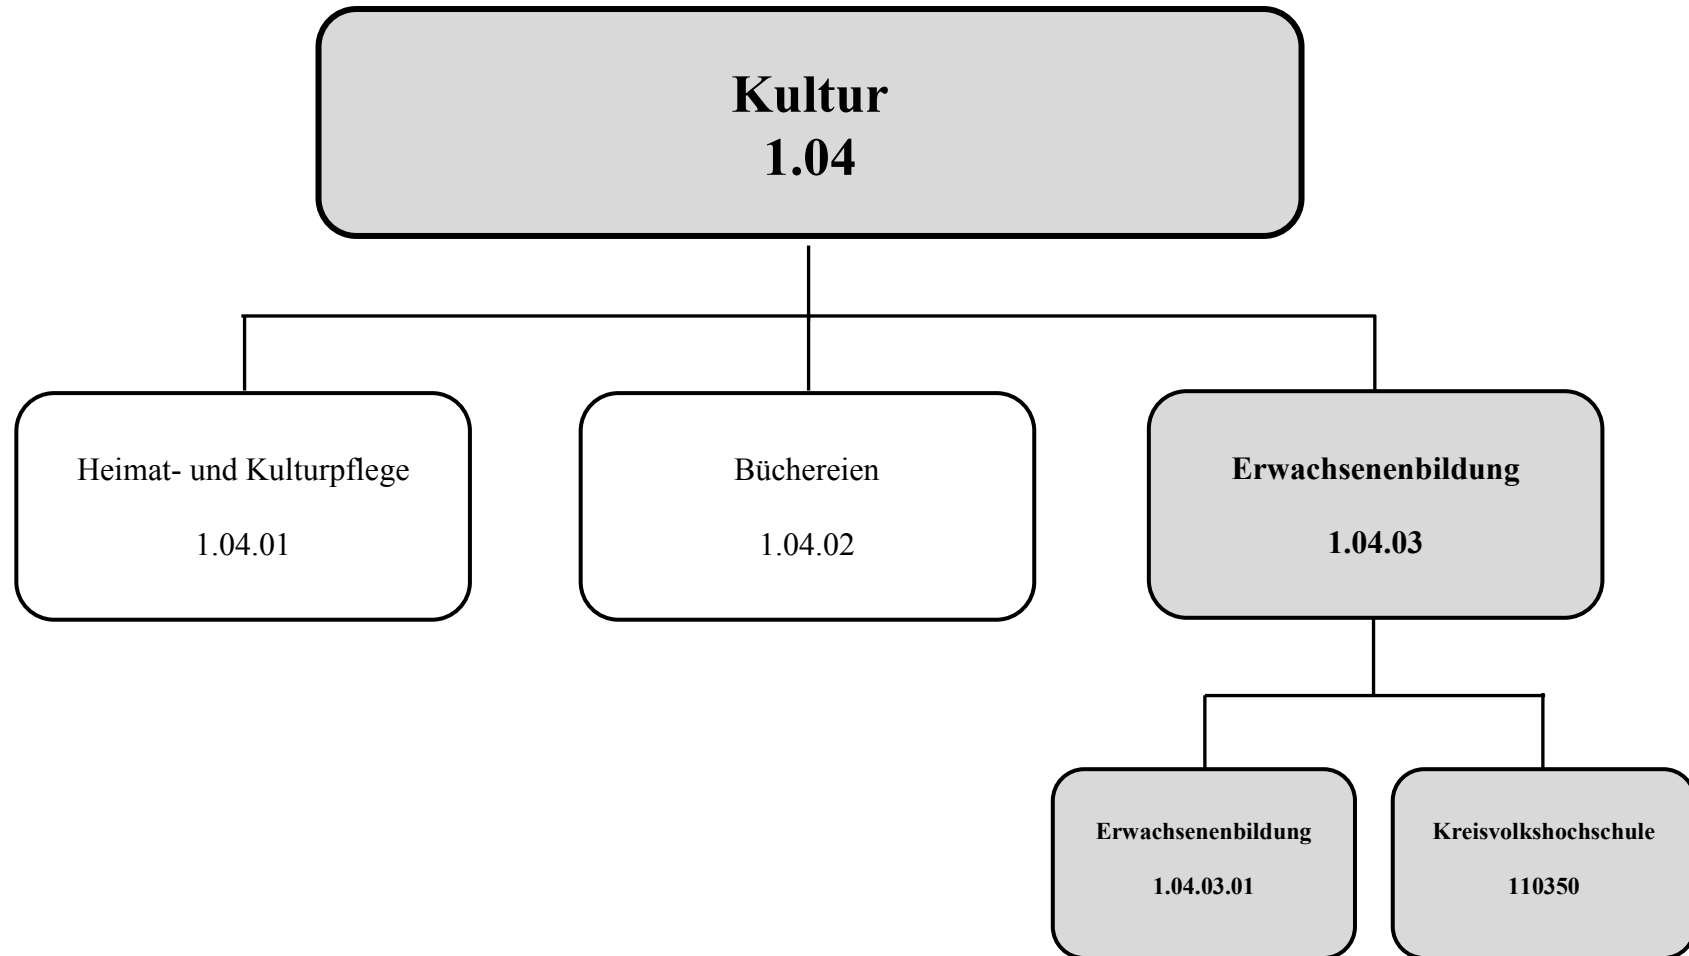 Kultur
1.04
Heimat- und Kulturpflege
1.04.01
Büchereien
1.04.02
Erwachsenenbildung
1.04.03
Erwachsenenbildung
1.04.03.01
Kreisvolkshochschule
110350